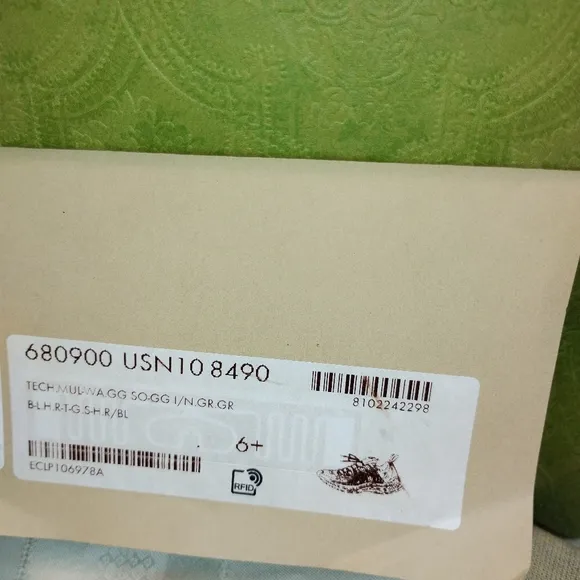 680900 USN10 8490
8102242298
TECH.MUL-WA.GG SO-GG I/N.GR.GR
B-L.H.R-T-G.S-H.R/BL
6+
ECLP106978A
RFID